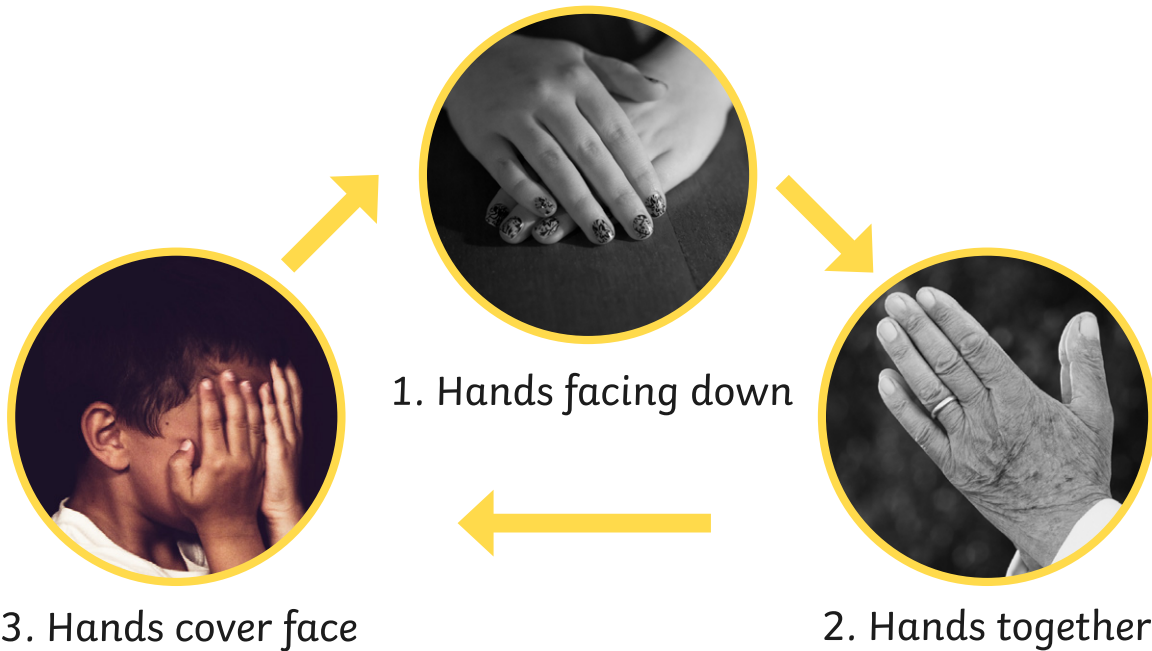 1. Hands facing down
2. Hands together
3. Hands cover face